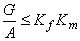 G/A ≤ K_f K_m